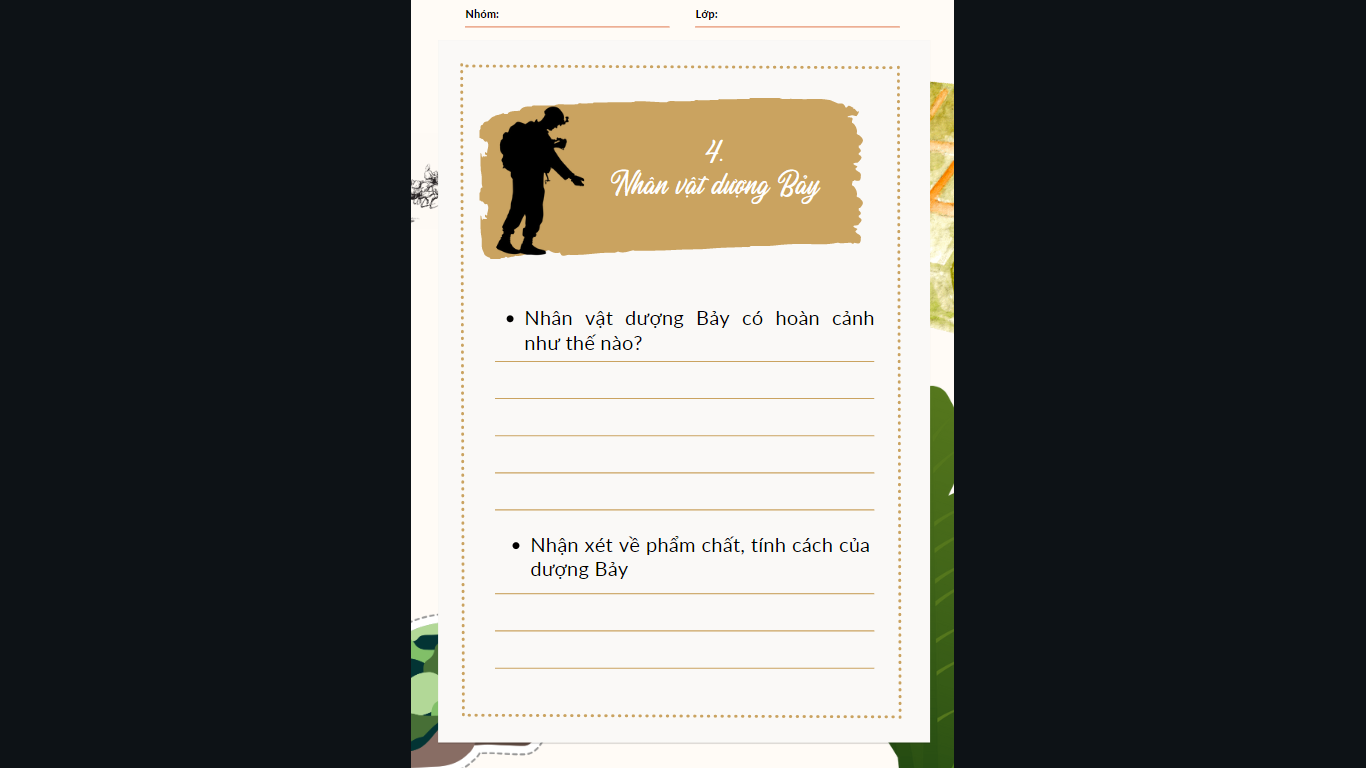 Nhóm:
Lớp:
4.
Nhân vật dượng Bảy
• Nhân vật dượng Bảy có hoàn cảnh
như thế nào?
• Nhận xét về phẩm chất, tính cách của
dượng Bảy